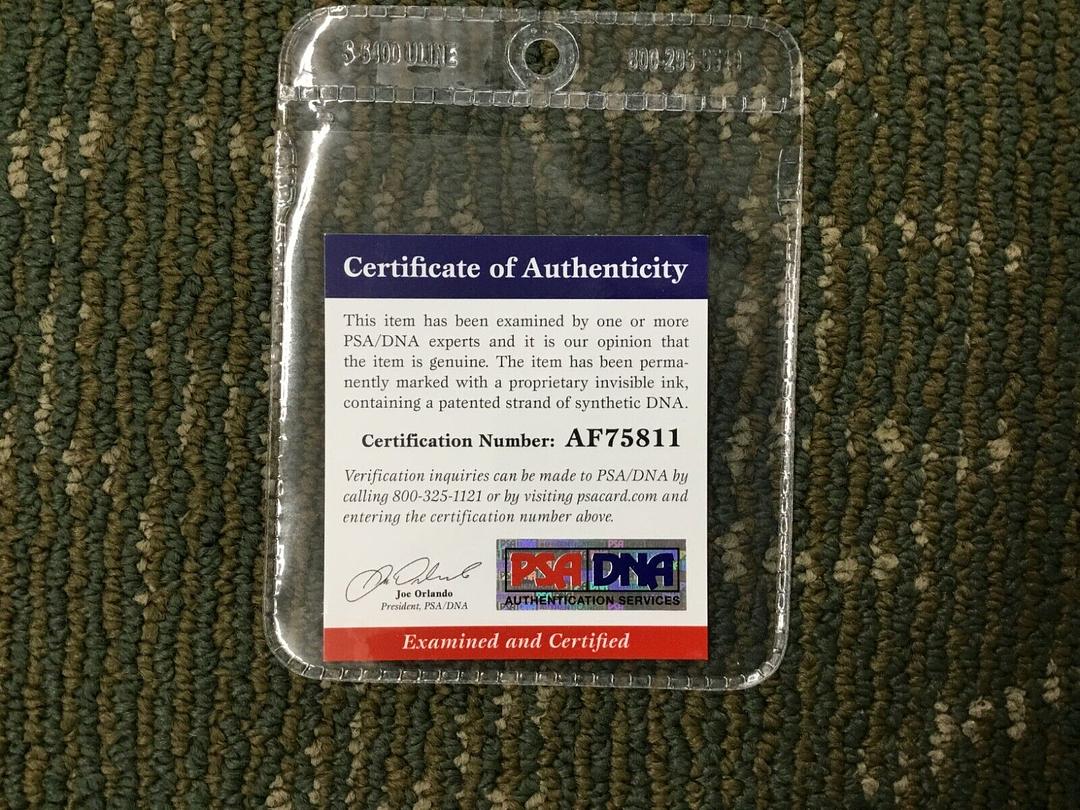 S-6400 ULINE 800-295-5510
Certificate of Authenticity
This item has been examined by one or more
PSA/DNA experts and it is our opinion that
the item is genuine. The item has been perma-
nently marked with a proprietary invisible ink,
containing a patented strand of synthetic DNA.
Certification Number: AF75811
Verification inquiries can be made to PSA/DNA by
calling 800-325-1121 or by visiting psacard.com and
entering the certification number above.
Joe Orlando
President, PSA/DNA
PSA DNA
AUTHENTICATION SERVICES
Examined and Certified